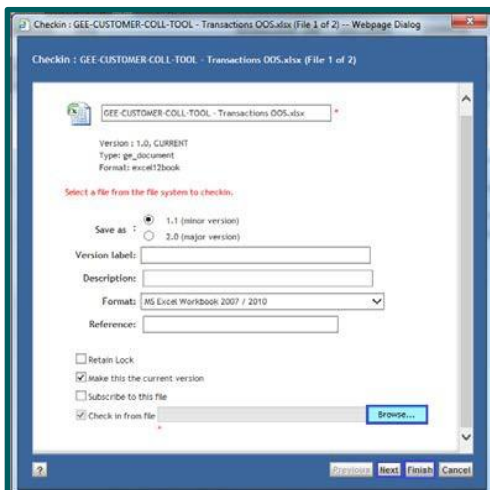 Checkin : GEE-CUSTOMER-COLL-TOOL - Transactions OOS.xlsx (File 1 of 2) -- Webpage Dialog
x
Checkin : GEE-CUSTOMER-COLL-TOOL - Transactions OOS.xlsx (File 1 of 2)
GEE-CUSTOMER-COLL-TOOL - Transactions OOS.xlsx *
Version : 1.0, CURRENT
Type: ge_document
Format: excel12book
Select a file from the file system to checkin.
Save as : 1.1 (minor version)
2.0 (major version)
Version label:
Description:
Format: MS Excel Workbook 2007 / 2010
Reference:
Retain Lock
Make this the current version
Subscribe to this file
Check in from file Browse...
*
? Previous Next Finish Cancel